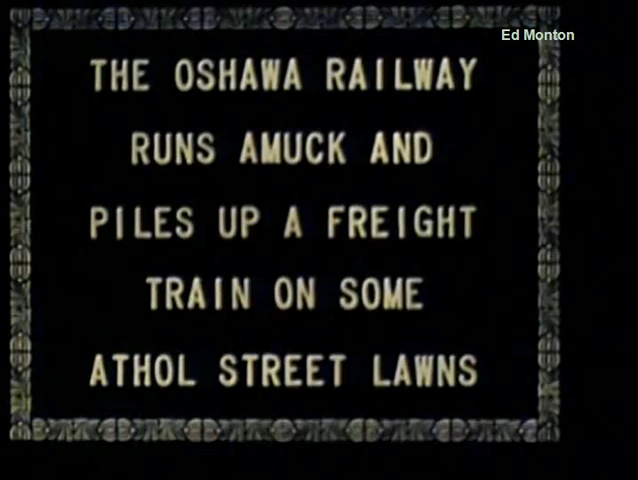 Ed Monton
THE OSHAWA RAILWAY
RUNS AMUCK AND
PILES UP A FREIGHT
TRAIN ON SOME
ATHOL STREET LAWNS